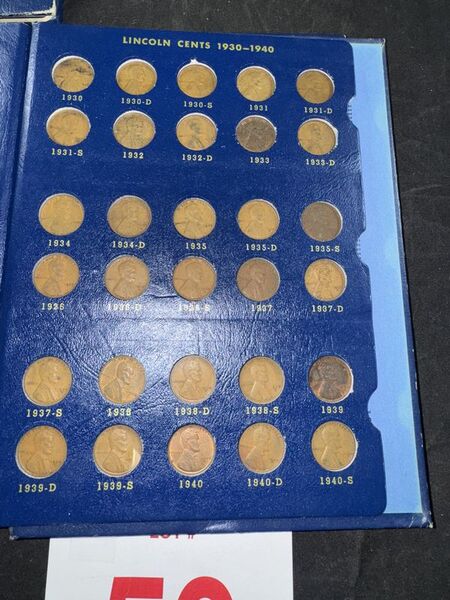 LINCOLN CENTS 1930-1940
1930 1930-D 1930-S 1931 1931-D
1931-S 1932 1932-D 1933 1933-D
1934 1934-D 1935 1935-D 1935-S
1936 1936-D 1936-S 1937 1937-D
1937-S 1938 1938-D 1938-S 1939
1939-D 1939-S 1940 1940-D 1940-S
LOT #